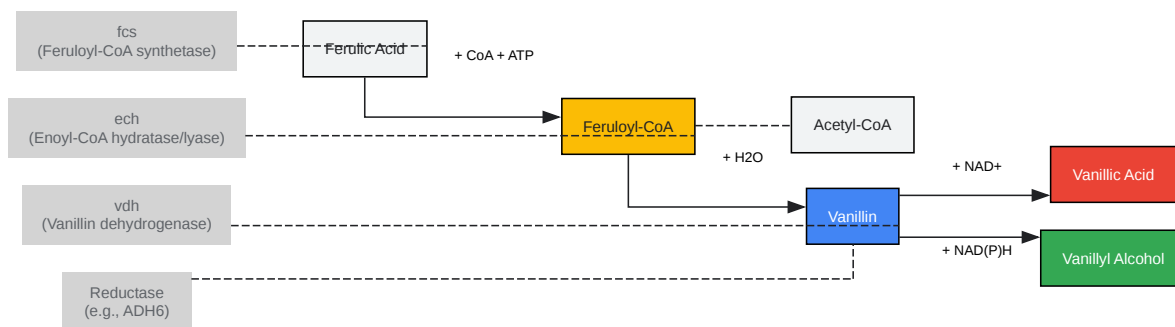 fcs
(Feruloyl-CoA synthetase)
Ferulic Acid
+ CoA + ATP
ech
(Enoyl-CoA hydratase/lyase)
Feruloyl-CoA
Acetyl-CoA
+ H2O
+ NAD+
Vanillic Acid
vdh
(Vanillin dehydrogenase)
Vanillin
+ NAD(P)H
Vanillyl Alcohol
Reductase
(e.g., ADH6)